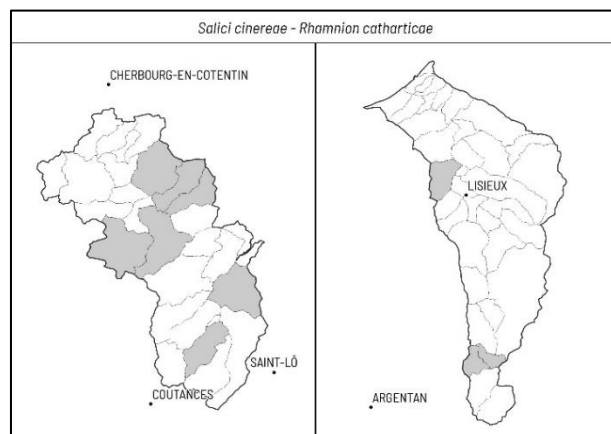 Salici cinereae - Rhamnion catharticae
CHERBOURG-EN-COTENTIN
SAINT-LÔ
COUTANCES
LISIEUX
ARGENTAN